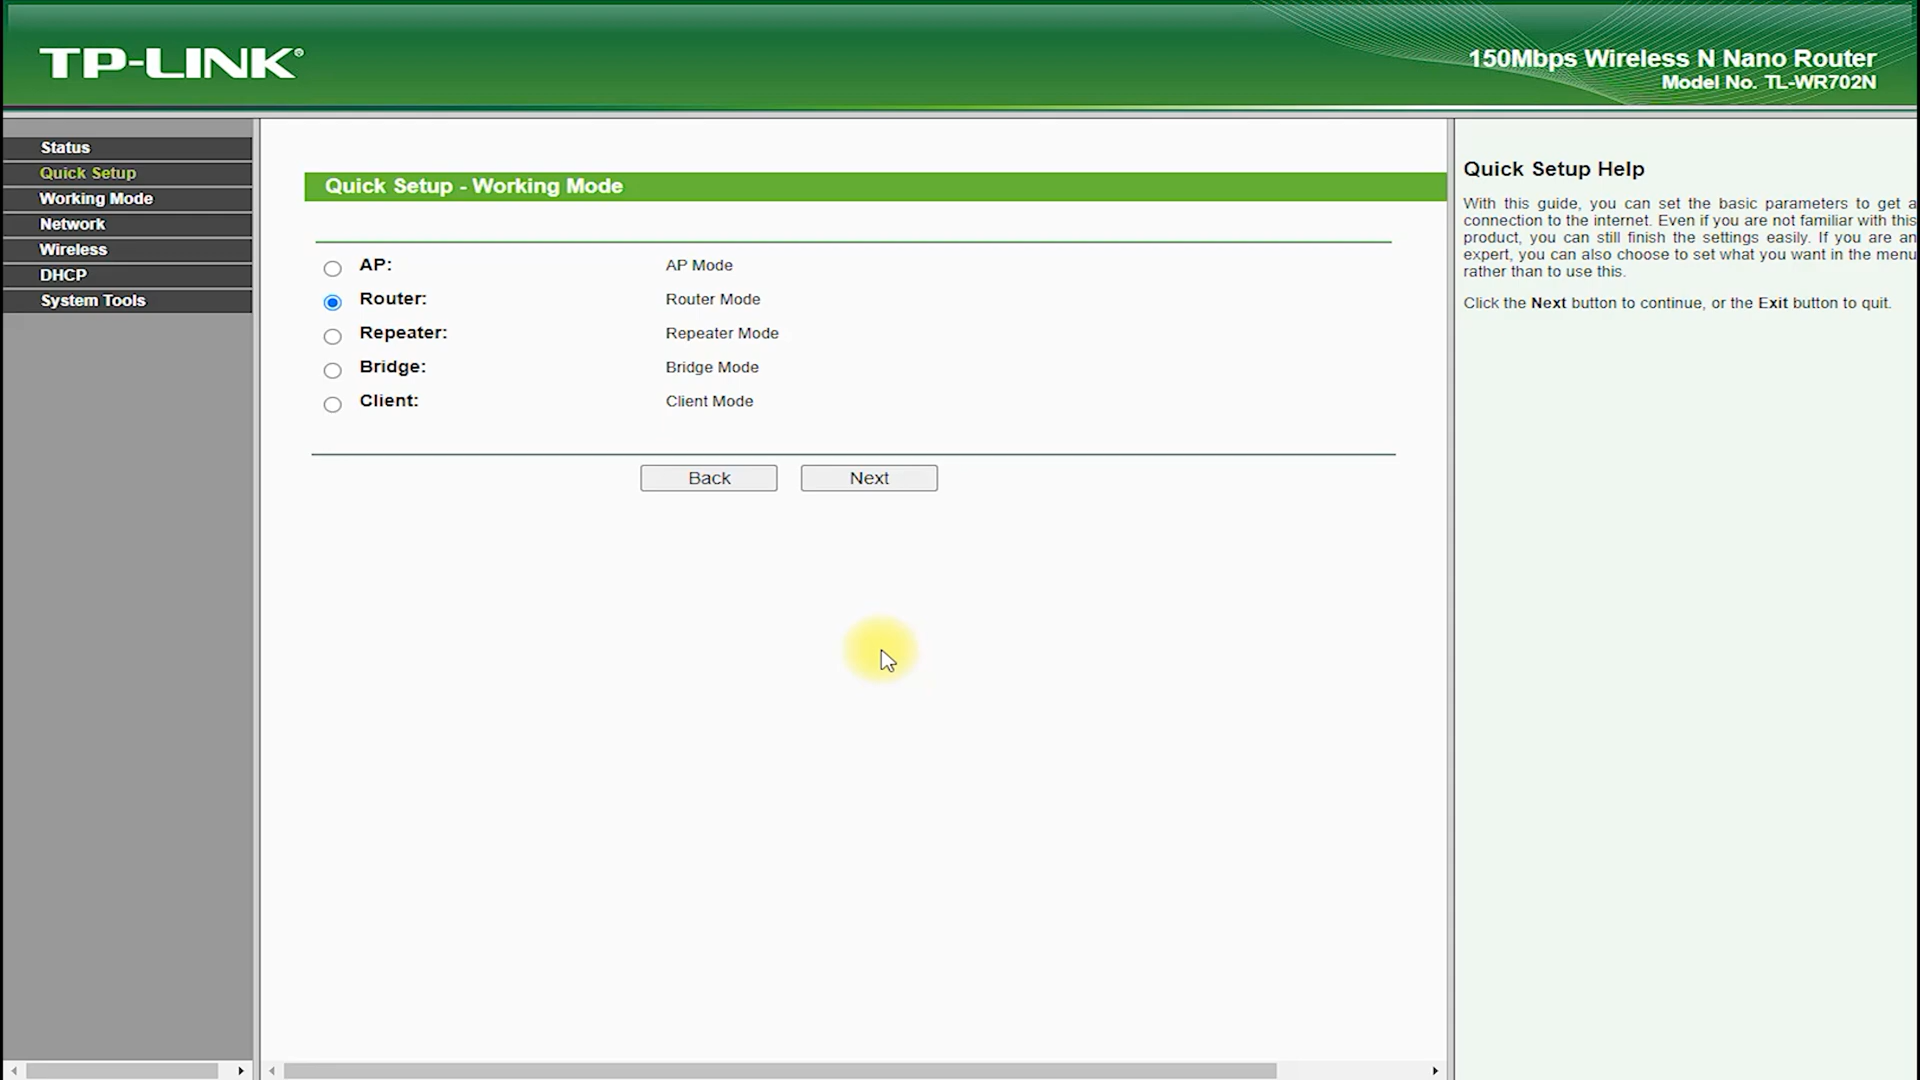 TP-LINK®
150Mbps Wireless N Nano Router
Model No. TL-WR702N
Status
Quick Setup
Working Mode
Network
Wireless
DHCP
System Tools
Quick Setup - Working Mode
AP: AP Mode
Router: Router Mode
Repeater: Repeater Mode
Bridge: Bridge Mode
Client: Client Mode
Back Next
Quick Setup Help
With this guide, you can set the basic parameters to get a
connection to the internet. Even if you are not familiar with this
product, you can still finish the settings easily. If you are an
expert, you can also choose to set what you want in the menu
rather than to use this.
Click the Next button to continue, or the Exit button to quit.